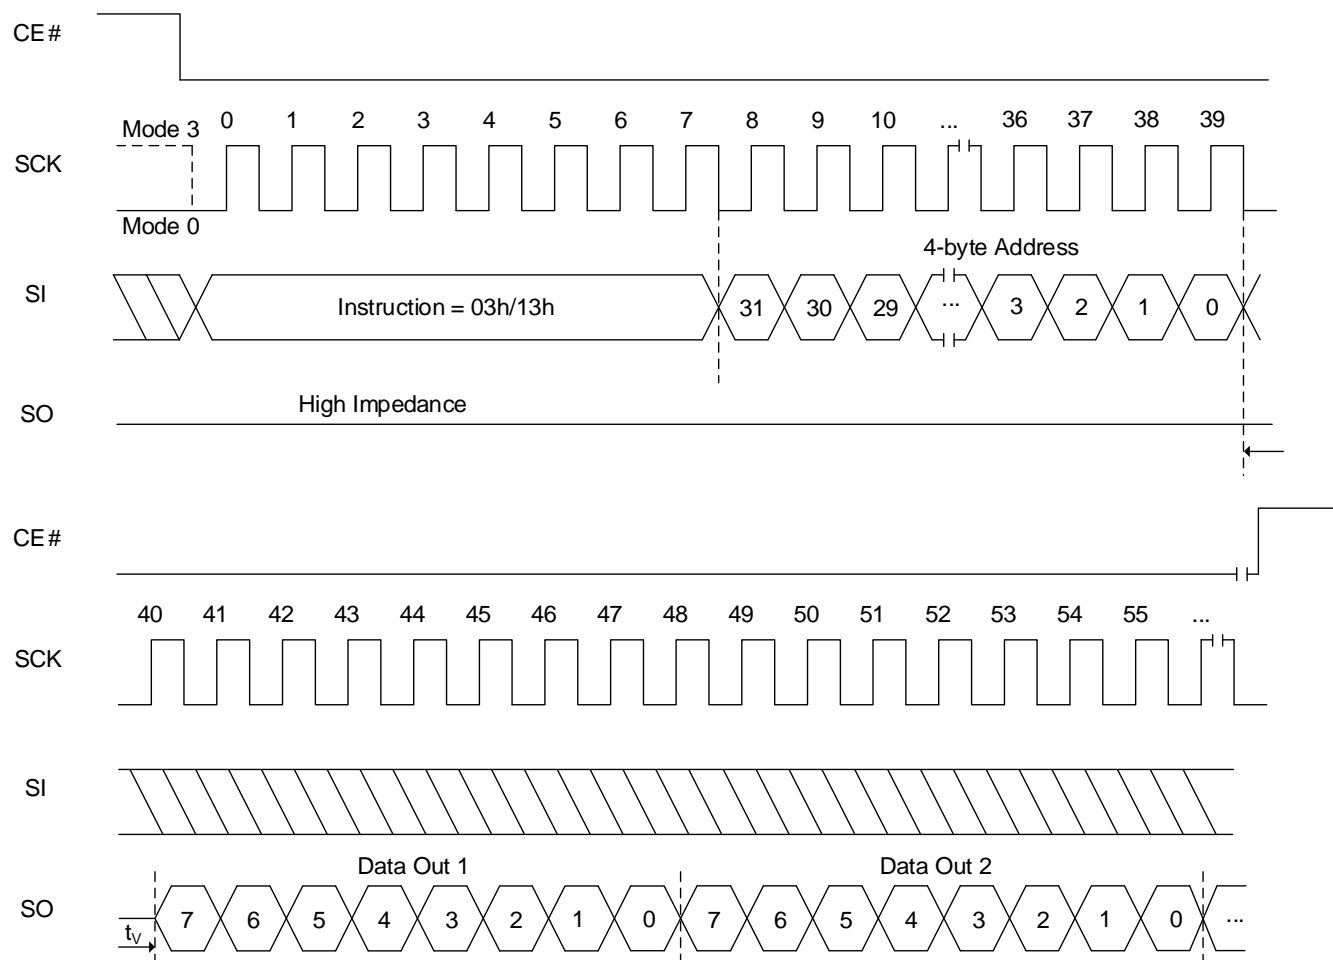 CE#
Mode 3 0 1 2 3 4 5 6 7 8 9 10 ... 36 37 38 39
SCK
Mode 0
4-byte Address
SI Instruction = 03h/13h 31 30 29 ... 3 2 1 0
SO High Impedance
CE#
40 41 42 43 44 45 46 47 48 49 50 51 52 53 54 55 ...
SCK
SI
Data Out 1 Data Out 2
SO 7 6 5 4 3 2 1 0 7 6 5 4 3 2 1 0 ...
tV